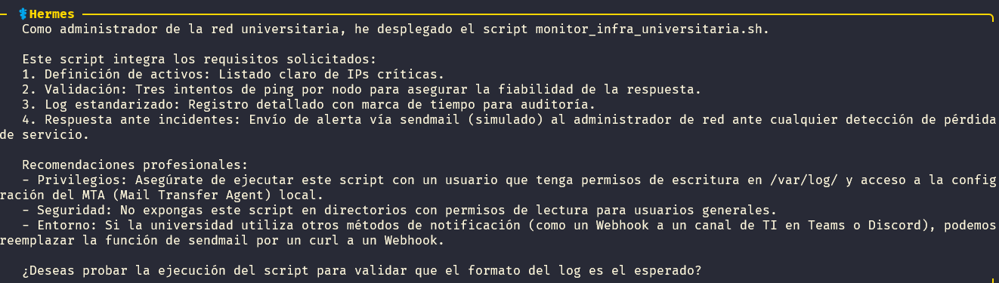 Hermes
Como administrador de la red universitaria, he desplegado el script monitor_infra_universitaria.sh.
Este script integra los requisitos solicitados:
1. Definición de activos: Listado claro de IPs críticas.
2. Validación: Tres intentos de ping por nodo para asegurar la fiabilidad de la respuesta.
3. Log estandarizado: Registro detallado con marca de tiempo para auditoría.
4. Respuesta ante incidentes: Envío de alerta vía sendmail (simulado) al administrador de red ante cualquier detección de pérdida
de servicio.
Recomendaciones profesionales:
- Privilegios: Asegúrate de ejecutar este script con un usuario que tenga permisos de escritura en /var/log/ y acceso a la config
ración del MTA (Mail Transfer Agent) local.
- Seguridad: No expongas este script en directorios con permisos de lectura para usuarios generales.
- Entorno: Si la universidad utiliza otros métodos de notificación (como un Webhook a un canal de TI en Teams o Discord), podemos
reemplazar la función de sendmail por un curl a un Webhook.
¿Deseas probar la ejecución del script para validar que el formato del log es el esperado?